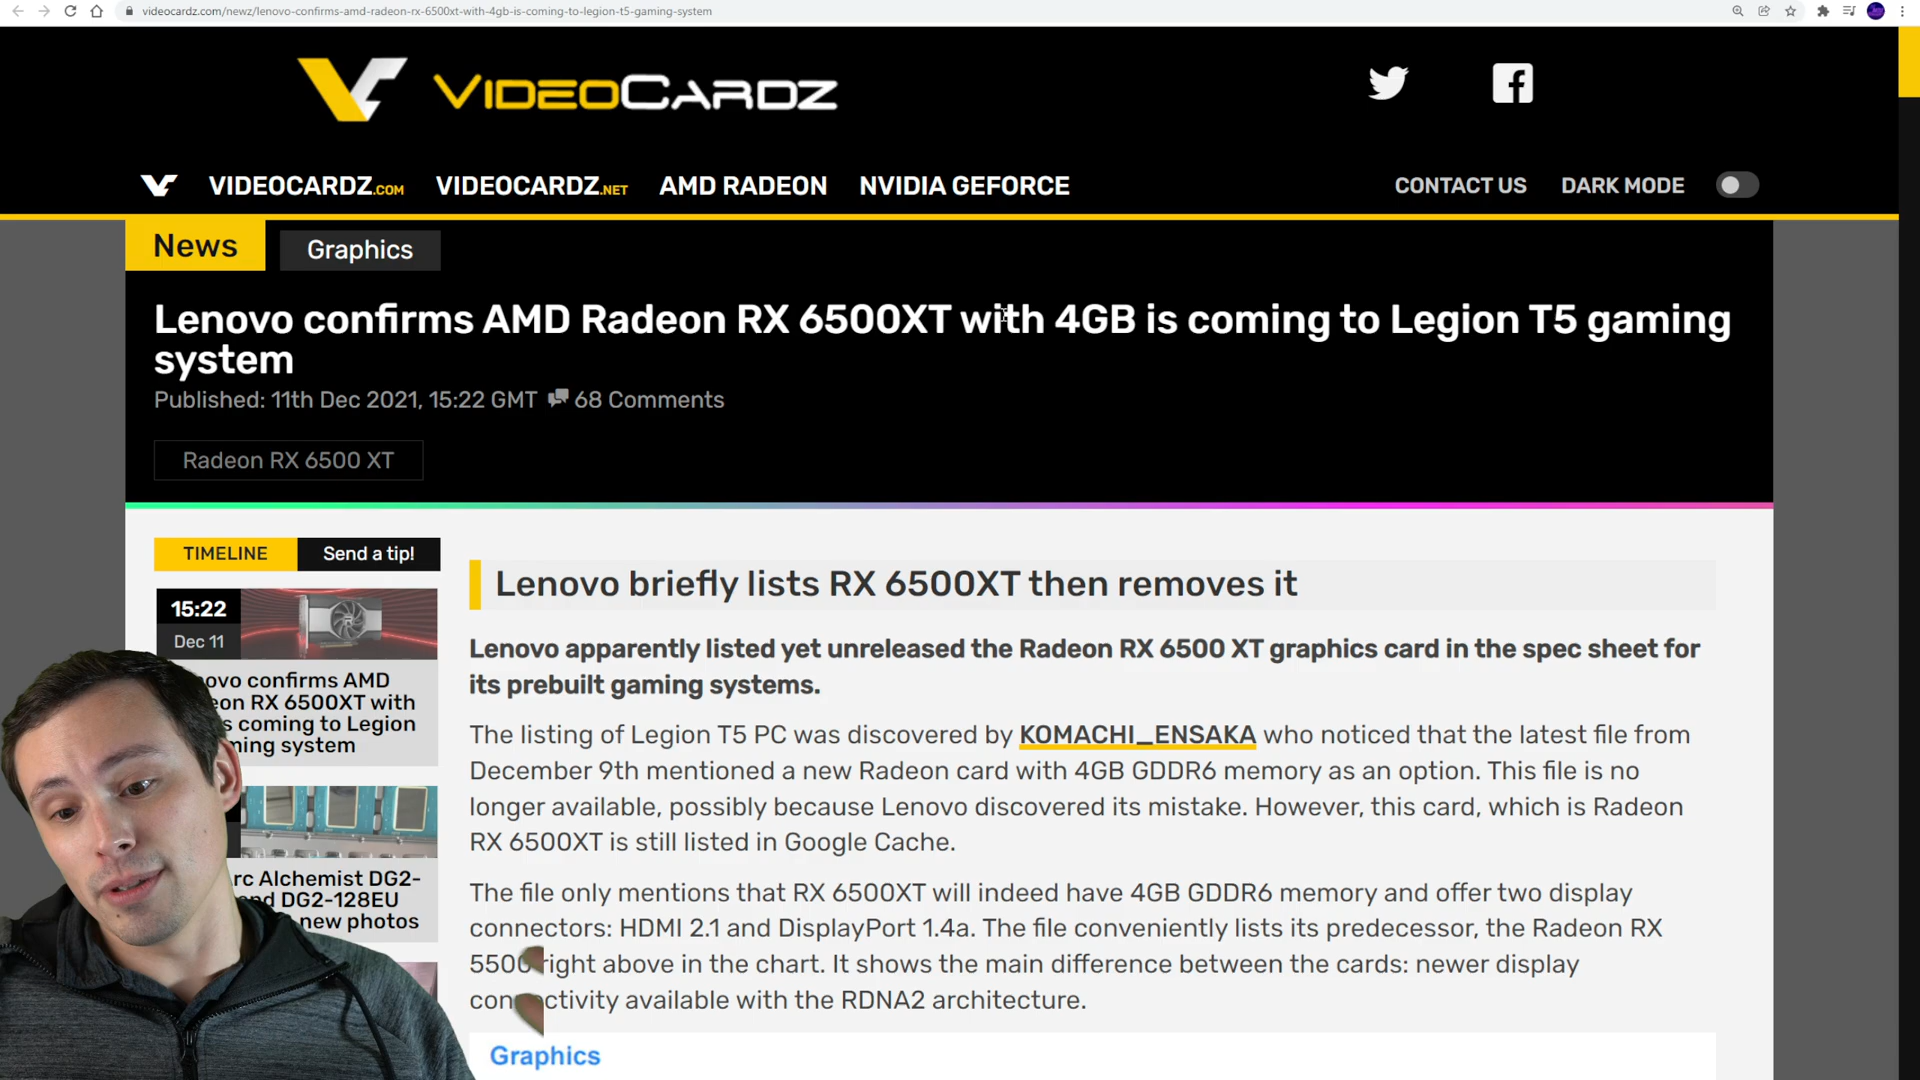 videocardz.com/newz/lenovo-confirms-amd-radeon-rx-6500xt-with-4gb-is-coming-to-legion-t5-gaming-system
VIDEOCARDZ
VIDEOCARDZ.COM VIDEOCARDZ.NET AMD RADEON NVIDIA GEFORCE CONTACT US DARK MODE
News Graphics
Lenovo confirms AMD Radeon RX 6500XT with 4GB is coming to Legion T5 gaming
system
Published: 11th Dec 2021, 15:22 GMT 68 Comments
Radeon RX 6500 XT
TIMELINE Send a tip!
15:22
Dec 11
ovo confirms AMD
eon RX 6500XT with
s coming to Legion
ming system
rc Alchemist DG2-
nd DG2-128EU
new photos
Lenovo briefly lists RX 6500XT then removes it
Lenovo apparently listed yet unreleased the Radeon RX 6500 XT graphics card in the spec sheet for
its prebuilt gaming systems.
The listing of Legion T5 PC was discovered by KOMACHI_ENSAKA who noticed that the latest file from
December 9th mentioned a new Radeon card with 4GB GDDR6 memory as an option. This file is no
longer available, possibly because Lenovo discovered its mistake. However, this card, which is Radeon
RX 6500XT is still listed in Google Cache.
The file only mentions that RX 6500XT will indeed have 4GB GDDR6 memory and offer two display
connectors: HDMI 2.1 and DisplayPort 1.4a. The file conveniently lists its predecessor, the Radeon RX
5500 right above in the chart. It shows the main difference between the cards: newer display
con ctivity available with the RDNA2 architecture.
Graphics